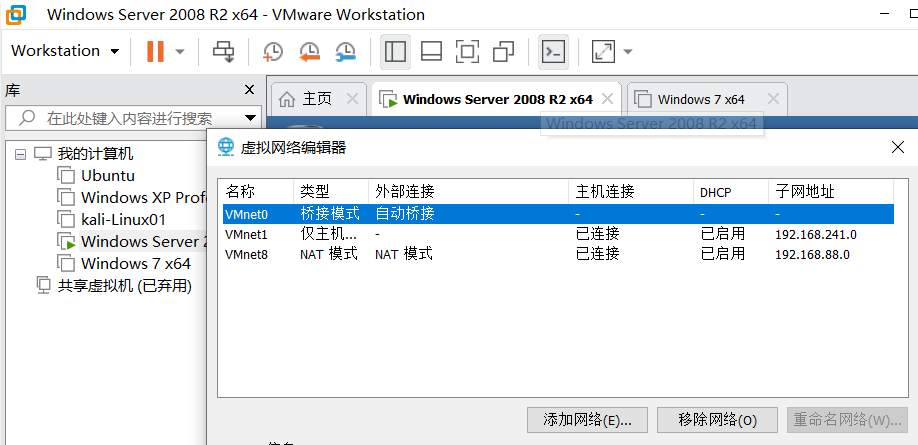 Windows Server 2008 R2 x64 - VMware Workstation
Workstation
库
主页
Windows Server 2008 R2 x64
Windows 7 x64
在此处键入内容进行搜索
Windows Server 2008 R2 x64
我的计算机
Ubuntu
Windows XP Prof
kali-Linux01
Windows Server 2
Windows 7 x64
共享虚拟机 (已弃用)
虚拟网络编辑器
名称 类型 外部连接 主机连接 DHCP 子网地址
VMnet0 桥接模式 自动桥接 - - -
VMnet1 仅主机... - 已连接 已启用 192.168.241.0
VMnet8 NAT 模式 NAT 模式 已连接 已启用 192.168.88.0
添加网络(E)... 移除网络(O) 重命名网络(W)...